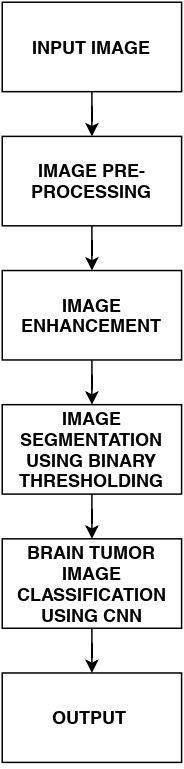 INPUT IMAGE
IMAGE PRE-
PROCESSING
IMAGE
ENHANCEMENT
IMAGE
SEGMENTATION
USING BINARY
THRESHOLDING
BRAIN TUMOR
IMAGE
CLASSIFICATION
USING CNN
OUTPUT